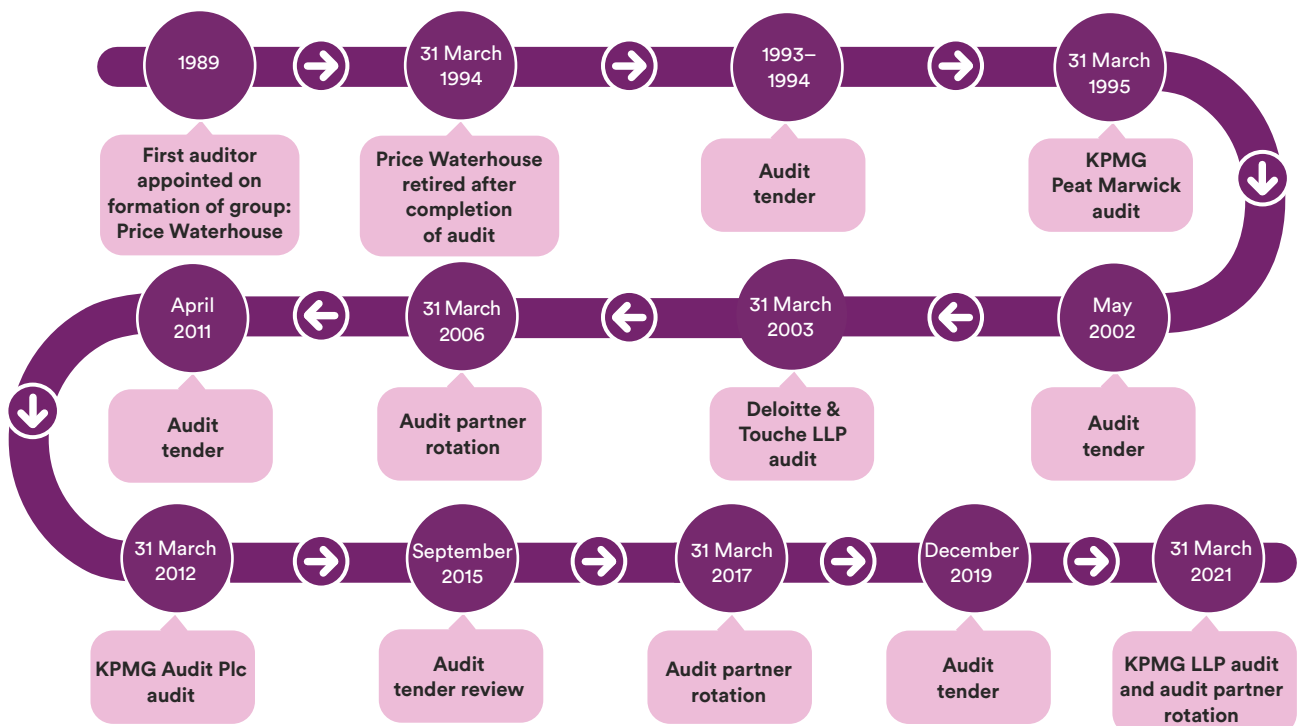 1989
First auditor
appointed on
formation of group:
Price Waterhouse
31 March
1994
Price Waterhouse
retired after
completion
of audit
1993–
1994
Audit
tender
31 March
1995
KPMG
Peat Marwick
audit
May
2002
Audit
tender
31 March
2003
Deloitte &
Touche LLP
audit
31 March
2006
Audit partner
rotation
April
2011
Audit
tender
31 March
2012
KPMG Audit Plc
audit
September
2015
Audit
tender review
31 March
2017
Audit partner
rotation
December
2019
Audit
tender
31 March
2021
KPMG LLP audit
and audit partner
rotation